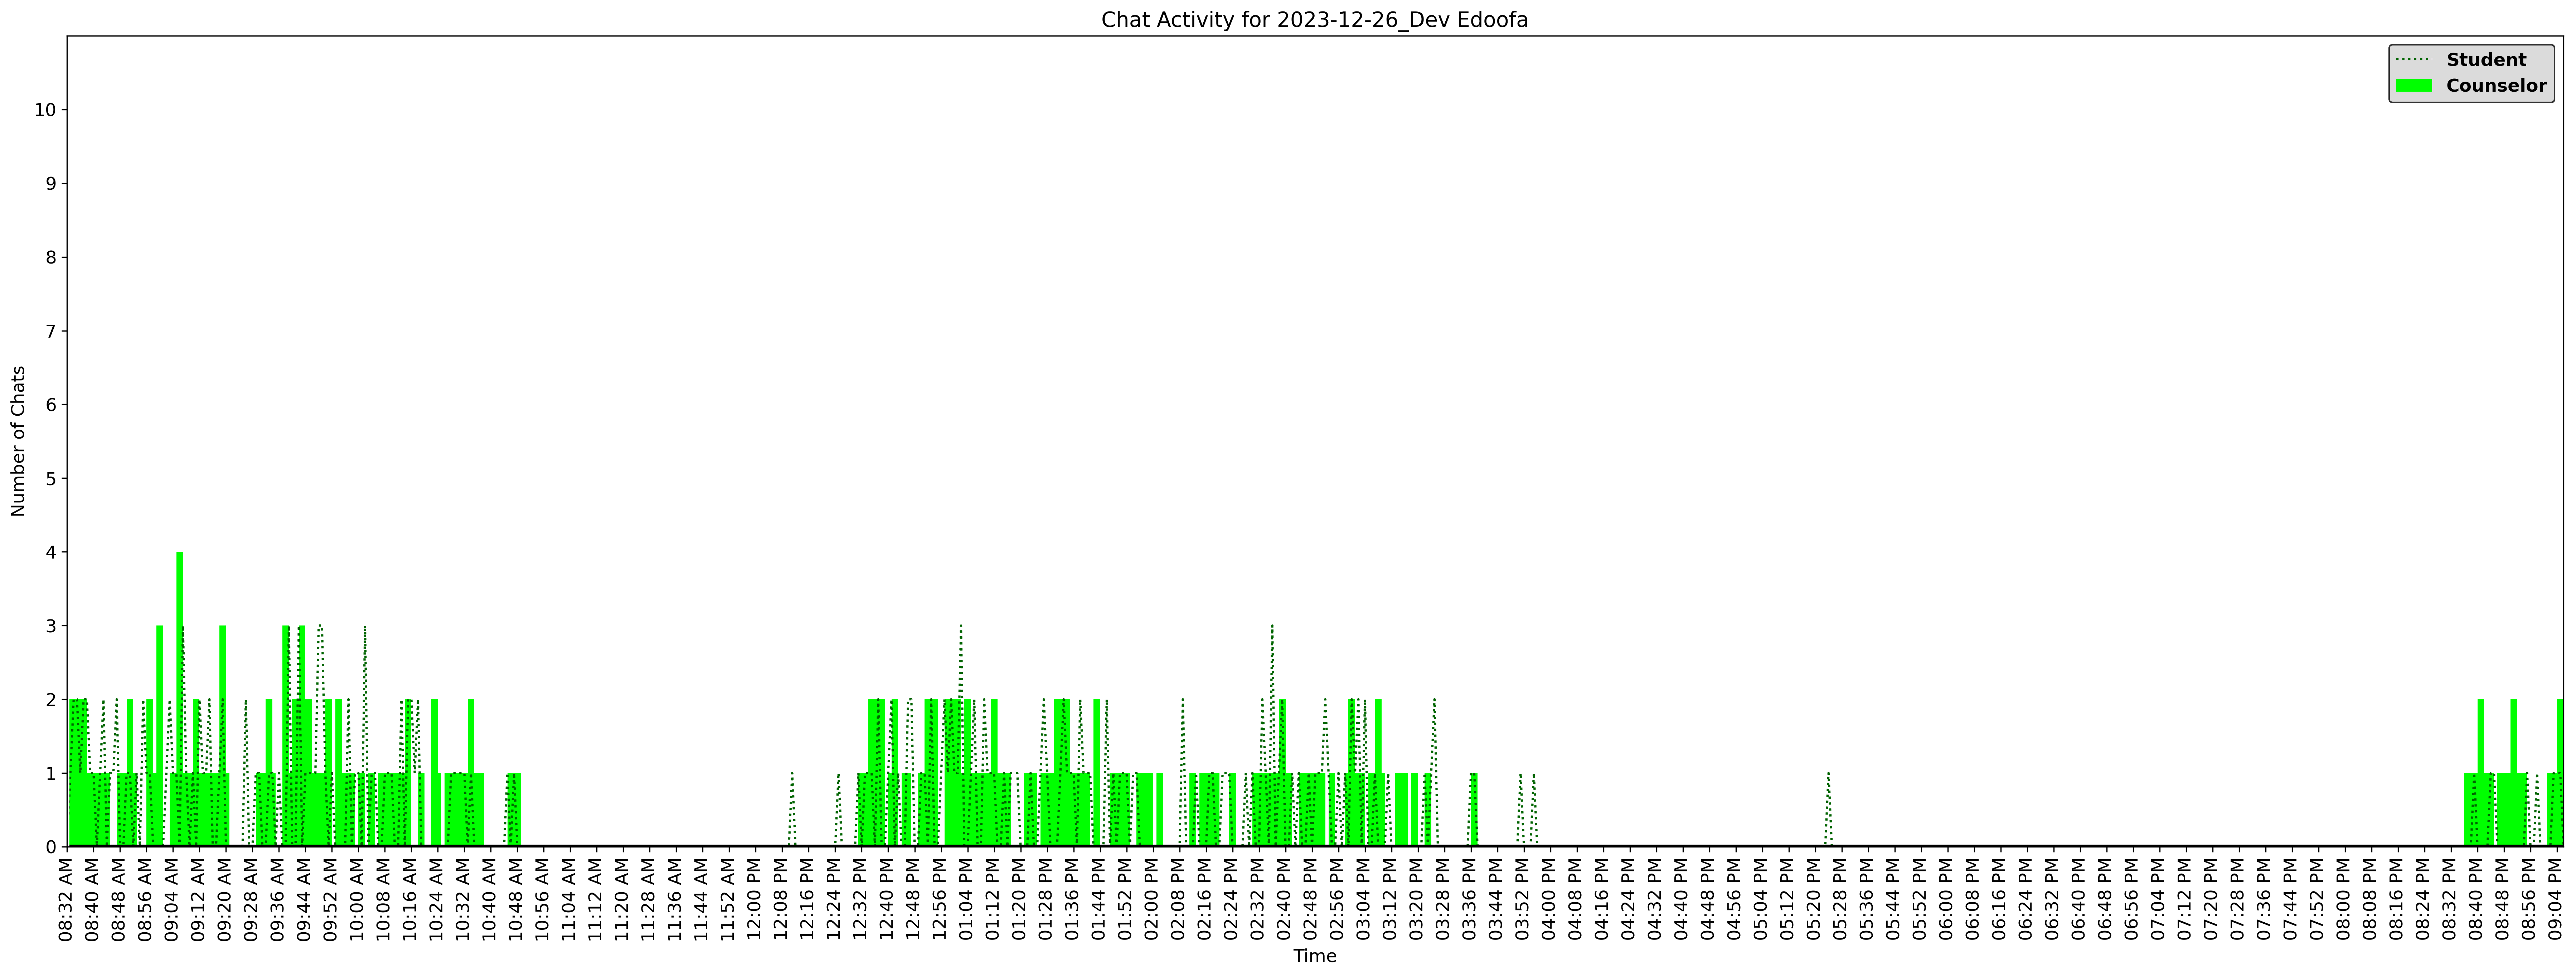 Chat Activity for 2023-12-26_Dev Edoofa
Student
Counselor
Number of Chats
10
9
8
7
6
5
4
3
2
1
0
08:32 AM
08:40 AM
08:48 AM
08:56 AM
09:04 AM
09:12 AM
09:20 AM
09:28 AM
09:36 AM
09:44 AM
09:52 AM
10:00 AM
10:08 AM
10:16 AM
10:24 AM
10:32 AM
10:40 AM
10:48 AM
10:56 AM
11:04 AM
11:12 AM
11:20 AM
11:28 AM
11:36 AM
11:44 AM
11:52 AM
12:00 PM
12:08 PM
12:16 PM
12:24 PM
12:32 PM
12:40 PM
12:48 PM
12:56 PM
01:04 PM
01:12 PM
01:20 PM
01:28 PM
01:36 PM
01:44 PM
01:52 PM
02:00 PM
02:08 PM
02:16 PM
02:24 PM
02:32 PM
02:40 PM
02:48 PM
02:56 PM
03:04 PM
03:12 PM
03:20 PM
03:28 PM
03:36 PM
03:44 PM
03:52 PM
04:00 PM
04:08 PM
04:16 PM
04:24 PM
04:32 PM
04:40 PM
04:48 PM
04:56 PM
05:04 PM
05:12 PM
05:20 PM
05:28 PM
05:36 PM
05:44 PM
05:52 PM
06:00 PM
06:08 PM
06:16 PM
06:24 PM
06:32 PM
06:40 PM
06:48 PM
06:56 PM
07:04 PM
07:12 PM
07:20 PM
07:28 PM
07:36 PM
07:44 PM
07:52 PM
08:00 PM
08:08 PM
08:16 PM
08:24 PM
08:32 PM
08:40 PM
08:48 PM
08:56 PM
09:04 PM
Time